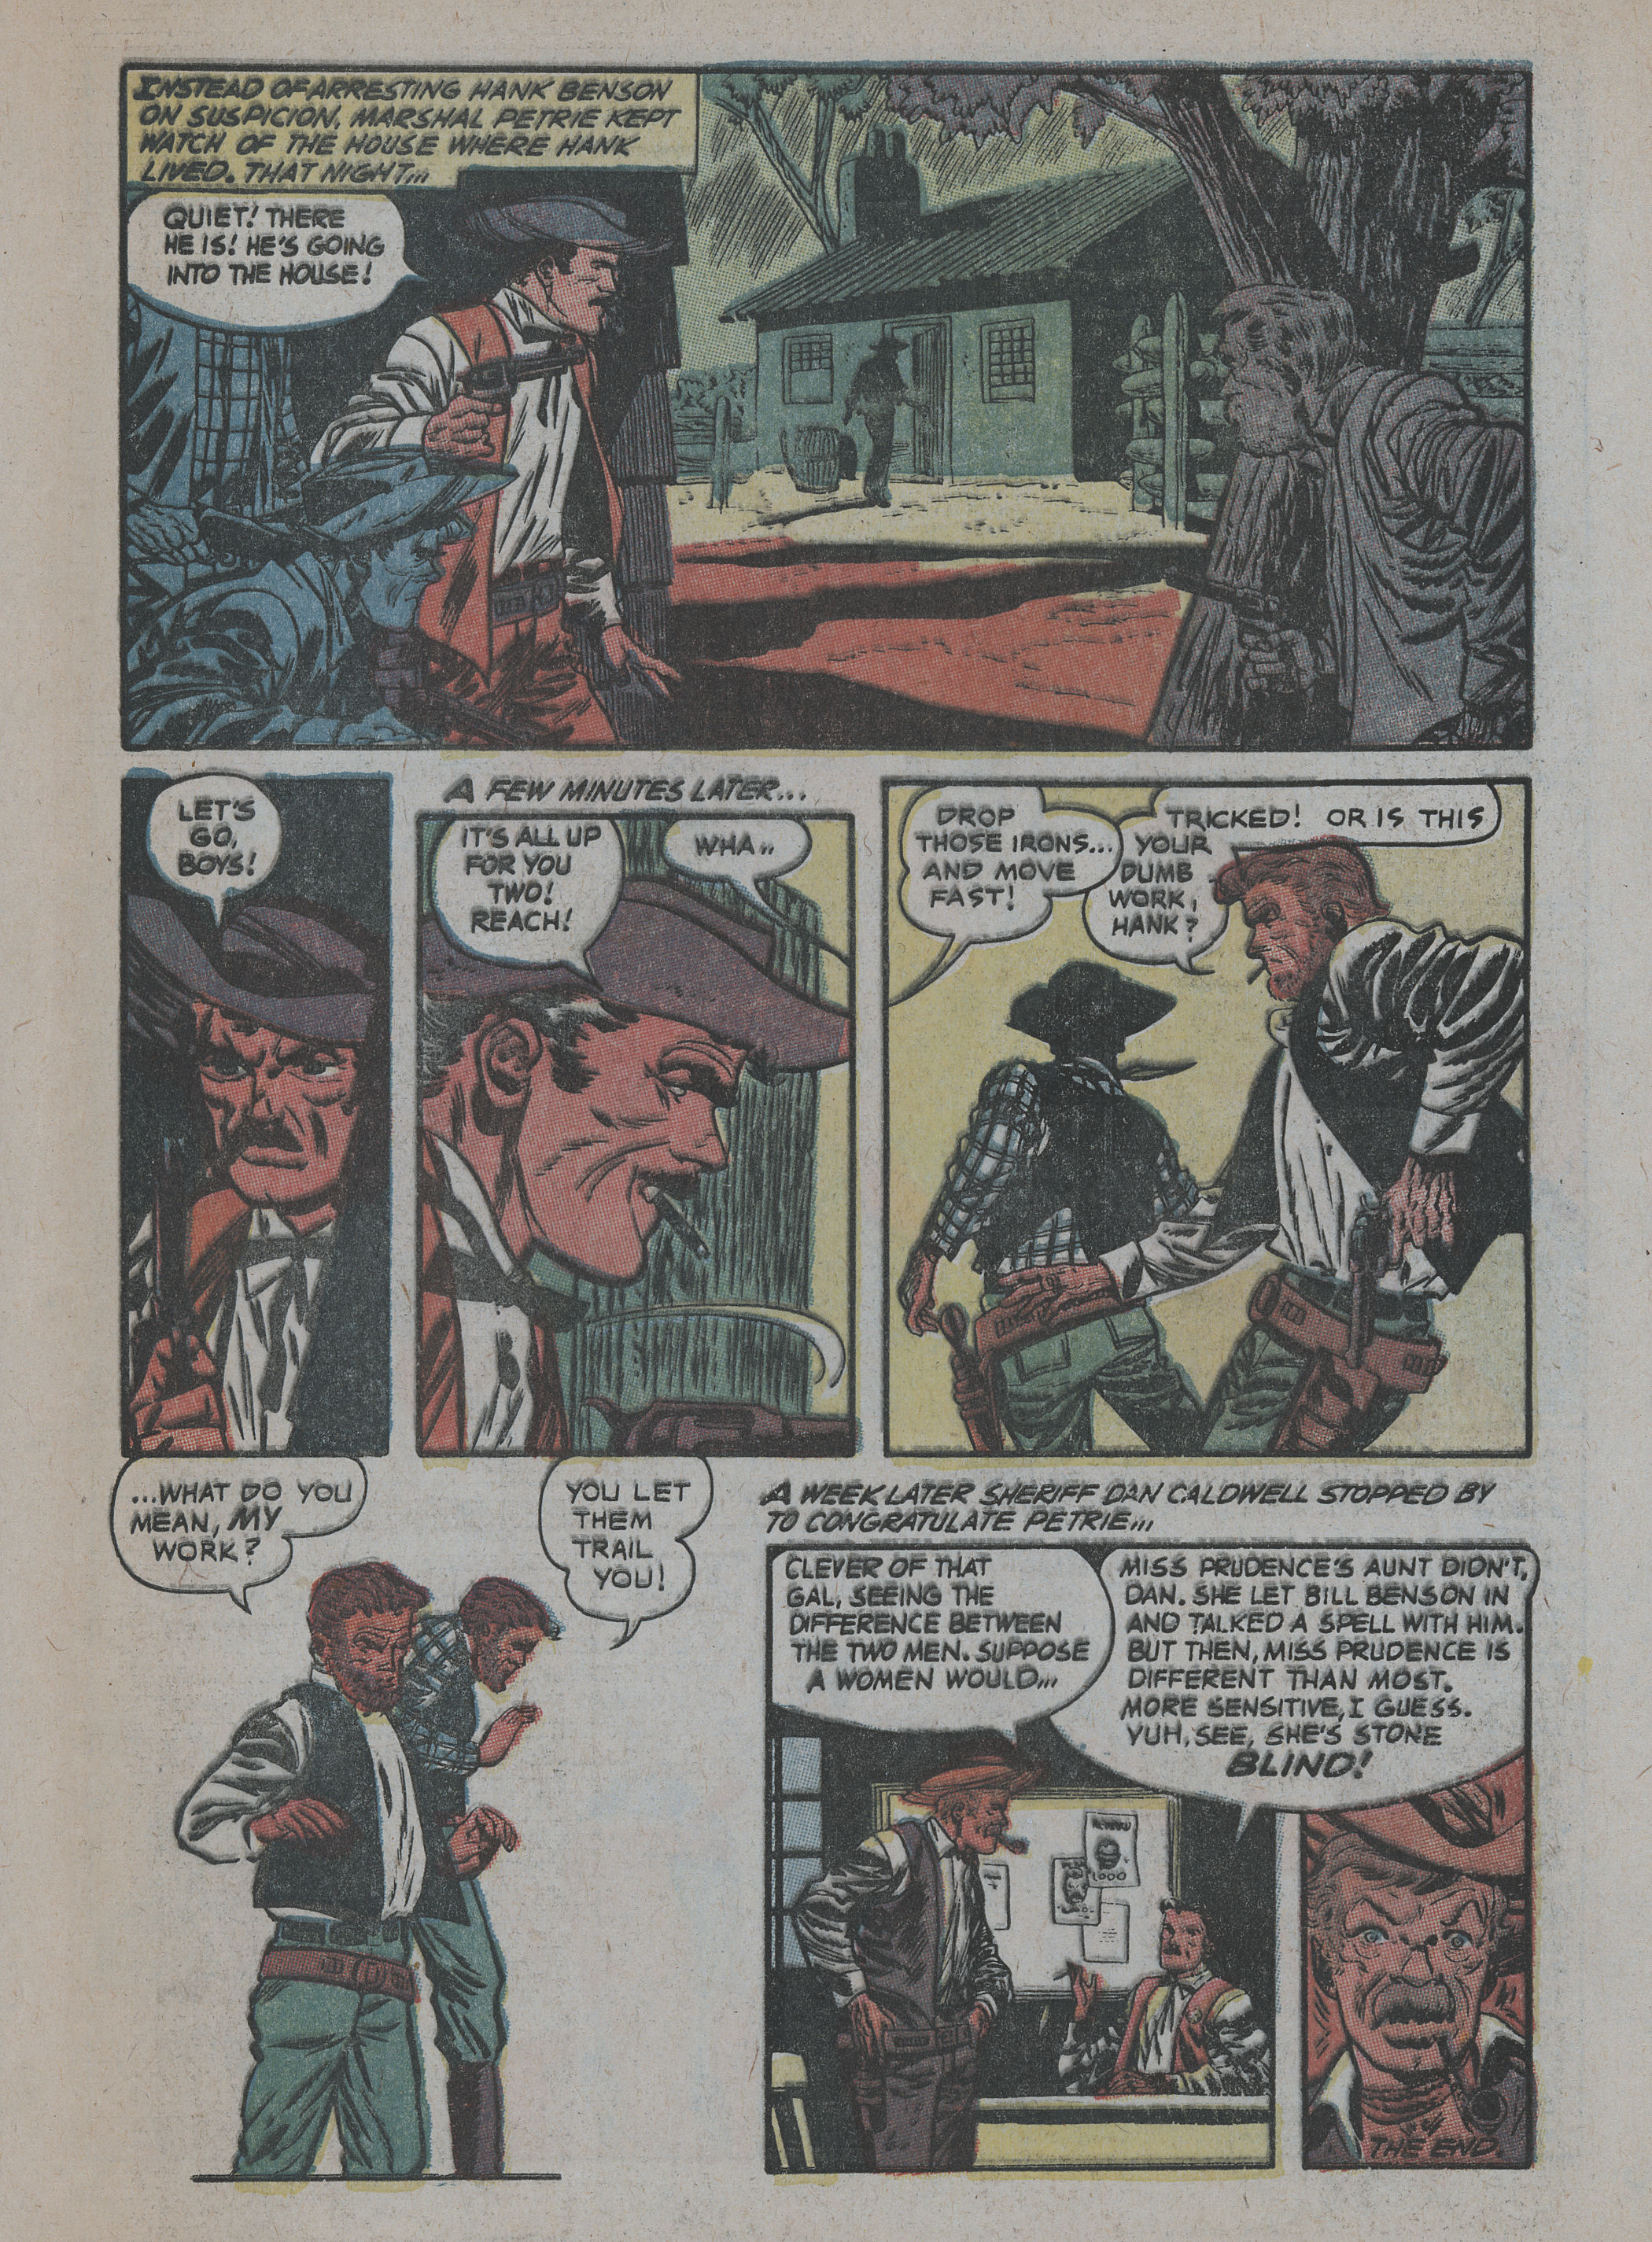 INSTEAD OF ARRESTING HANK BENSON
ON SUSPICION, MARSHAL PETRIE KEPT
WATCH OF THE HOUSE WHERE HANK
LIVED. THAT NIGHT...
QUIET! THERE
HE IS! HE'S GOING
INTO THE HOUSE!
LET'S
GO,
BOYS!
A FEW MINUTES LATER...
IT'S ALL UP
FOR YOU
TWO!
REACH!
WHA..
DROP
THOSE IRONS...
AND MOVE
FAST!
TRICKED! OR IS THIS
YOUR
DUMB
WORK,
HANK?
...WHAT DO YOU
MEAN, MY
WORK?
YOU LET
THEM
TRAIL
YOU!
A WEEK LATER SHERIFF DAN CALDWELL STOPPED BY
TO CONGRATULATE PETRIE...
CLEVER OF THAT
GAL, SEEING THE
DIFFERENCE BETWEEN
THE TWO MEN. SUPPOSE
A WOMEN WOULD...
MISS PRUDENCE'S AUNT DIDN'T,
DAN. SHE LET BILL BENSON IN
AND TALKED A SPELL WITH HIM.
BUT THEN, MISS PRUDENCE IS
DIFFERENT THAN MOST.
MORE SENSITIVE, I GUESS.
YUH, SEE, SHE'S STONE
BLIND!
REWARD
1000
THE END.